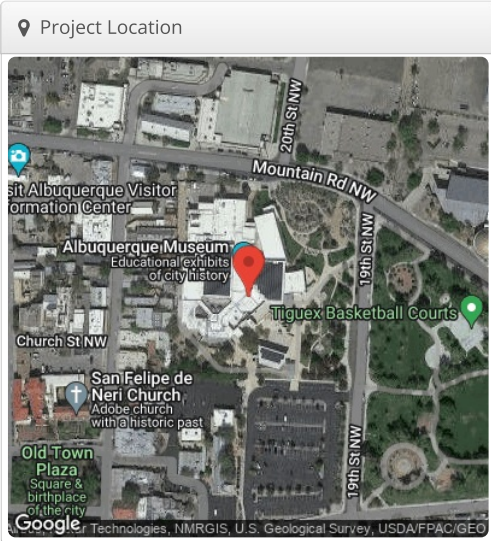 Project Location
20th St NW
Mountain Rd NW
sit Albuquerque Visitor
formation Center
19th St NW
Albuquerque Museum
Educational exhibits
of city history
Tiguex Basketball Courts
Church St NW
San Felipe de
Neri Church
Adobe church
with a historic past
19th St NW
Old Town
Plaza
Square &
birthplace
of the city
Google
Technologies, NMRGIS, U.S. Geological Survey, USDA/FPAC/GEO